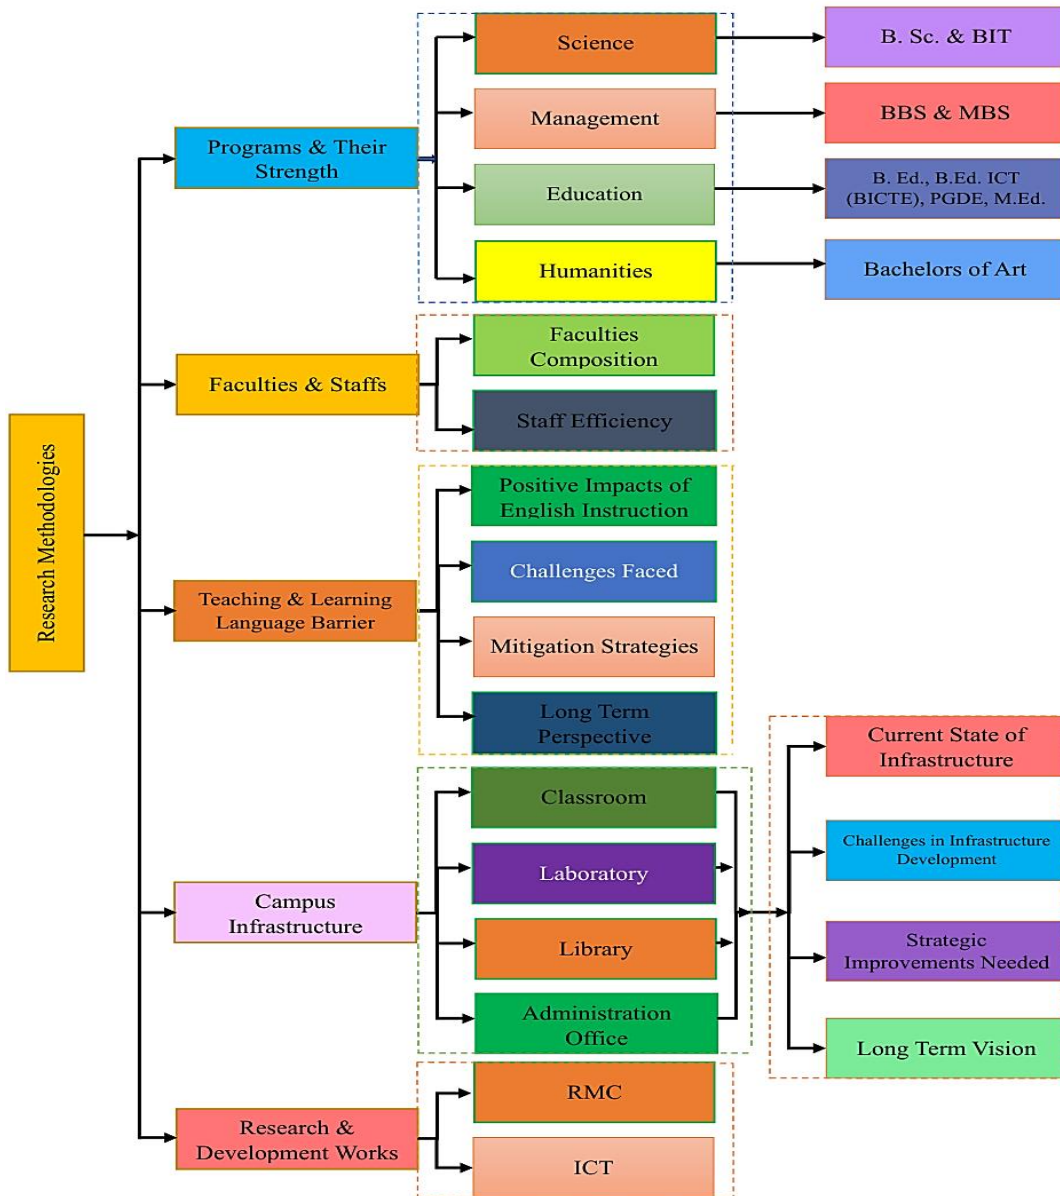 Research Methodologies
Programs & Their
Strength
Science
B. Sc. & BIT
Management
BBS & MBS
Education
B. Ed., B.Ed. ICT
(BICTE), PGDE, M.Ed.
Humanities
Bachelors of Art
Faculties & Staffs
Faculties
Composition
Staff Efficiency
Teaching & Learning
Language Barrier
Positive Impacts of
English Instruction
Challenges Faced
Mitigation Strategies
Long Term
Perspective
Campus
Infrastructure
Classroom
Laboratory
Library
Administration
Office
Current State of
Infrastructure
Challenges in Infrastructure
Development
Strategic
Improvements Needed
Long Term Vision
Research &
Development Works
RMC
ICT